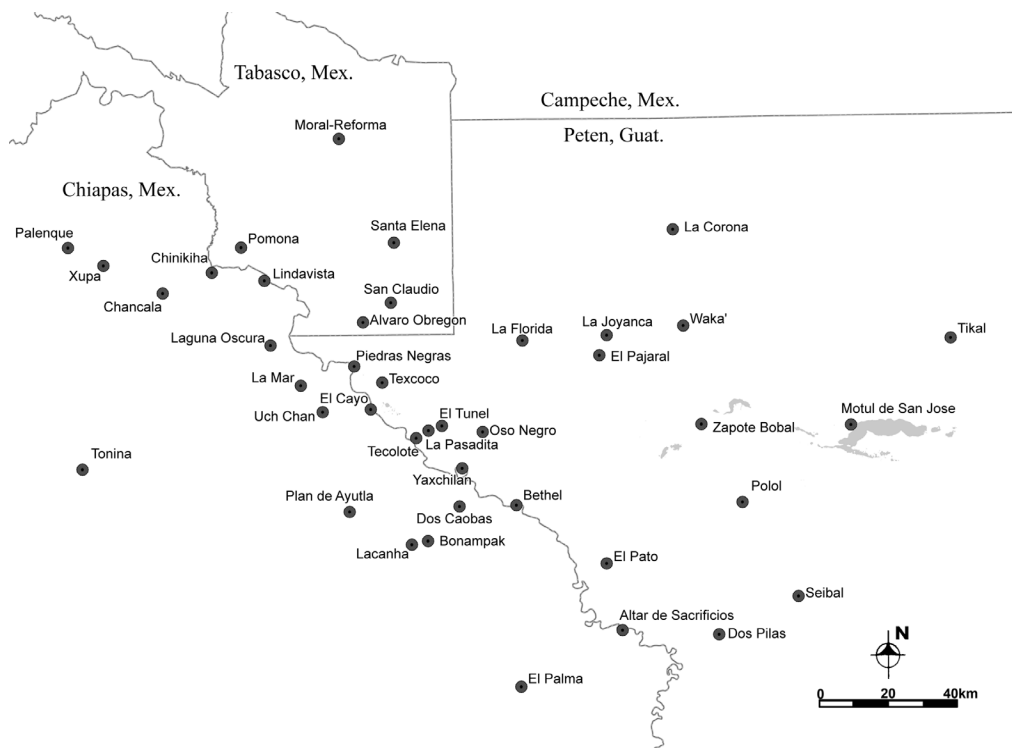 Tabasco, Mex.
Campeche, Mex.
Moral-Reforma
Peten, Guat.
Chiapas, Mex.
Santa Elena
La Corona
Palenque
Pomona
Xupa
Chinikiha
Lindavista
Chancala
San Claudio
Alvaro Obregon
La Florida
La Joyanca
Waka'
Tikal
Laguna Oscura
El Pajaral
Piedras Negras
La Mar
Texcoco
El Cayo
Uch Chan
El Tunel
Oso Negro
Zapote Bobal
Motul de San Jose
La Pasadita
Tecolote
Tonina
Yaxchilan
Plan de Ayutla
Bethel
Polol
Dos Caobas
Lacanha
Bonampak
El Pato
Seibal
Altar de Sacrificios
Dos Pilas
N
El Palma
0 20 40km